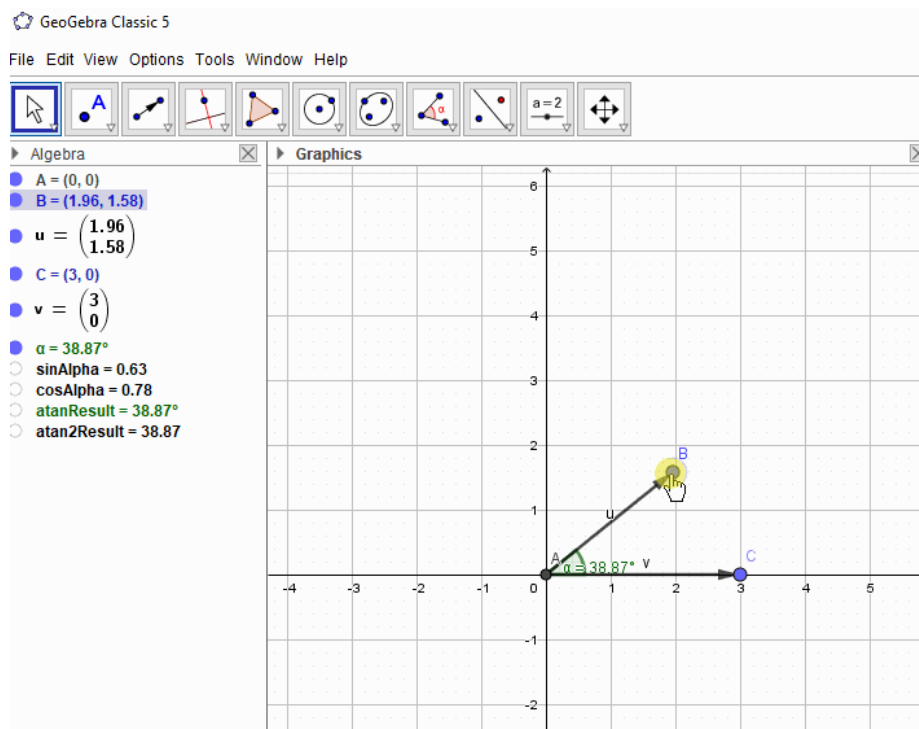 GeoGebra Classic 5
File Edit View Options Tools Window Help
A
α
a = 2
Algebra
Graphics
A = (0, 0)
B = (1.96, 1.58)
u = (1.96
1.58)
C = (3, 0)
v = (3
0)
α = 38.87°
sinAlpha = 0.63
cosAlpha = 0.78
atanResult = 38.87°
atan2Result = 38.87
6
5
4
3
2
B
1
u
A
α = 38.87°
v
C
-4 -3 -2 -1 0 1 2 3 4 5
-1
-2